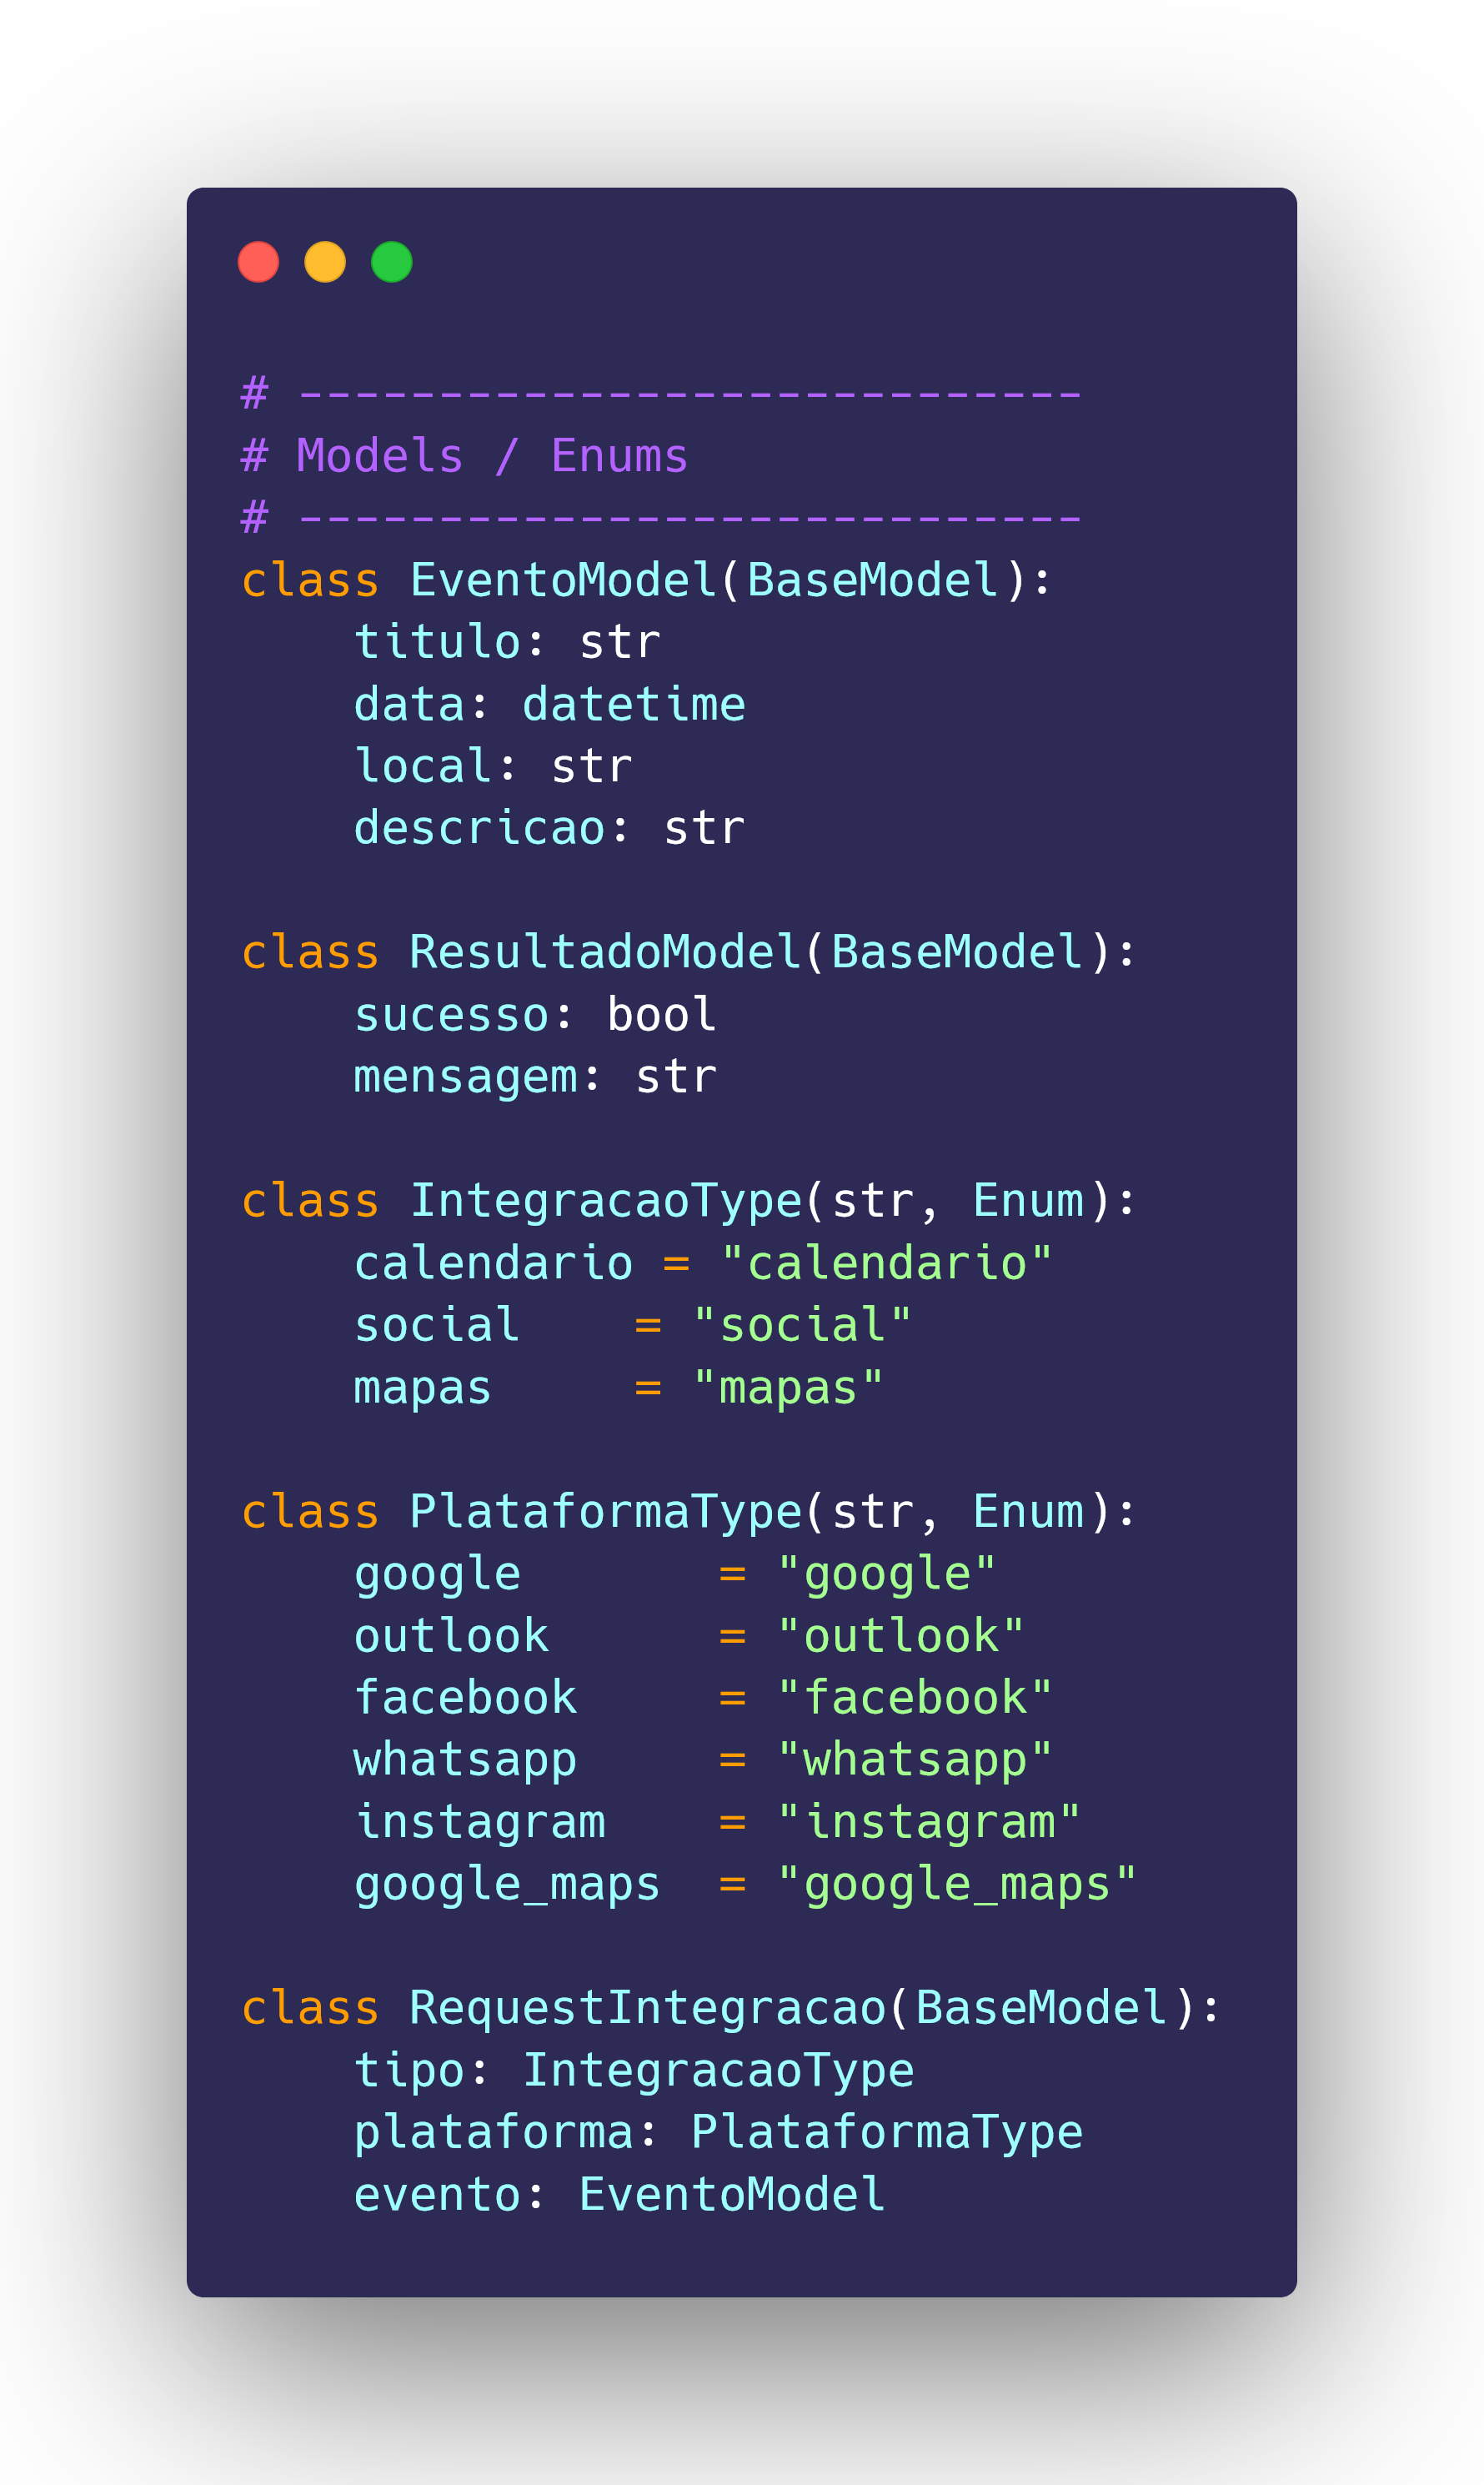 # ----------------------------
# Models / Enums
# ----------------------------
class EventoModel(BaseModel):
    titulo: str
    data: datetime
    local: str
    descricao: str

class ResultadoModel(BaseModel):
    sucesso: bool
    mensagem: str

class IntegracaoType(str, Enum):
    calendario = "calendario"
    social    = "social"
    mapas     = "mapas"

class PlataformaType(str, Enum):
    google       = "google"
    outlook      = "outlook"
    facebook     = "facebook"
    whatsapp     = "whatsapp"
    instagram    = "instagram"
    google_maps  = "google_maps"

class RequestIntegracao(BaseModel):
    tipo: IntegracaoType
    plataforma: PlataformaType
    evento: EventoModel